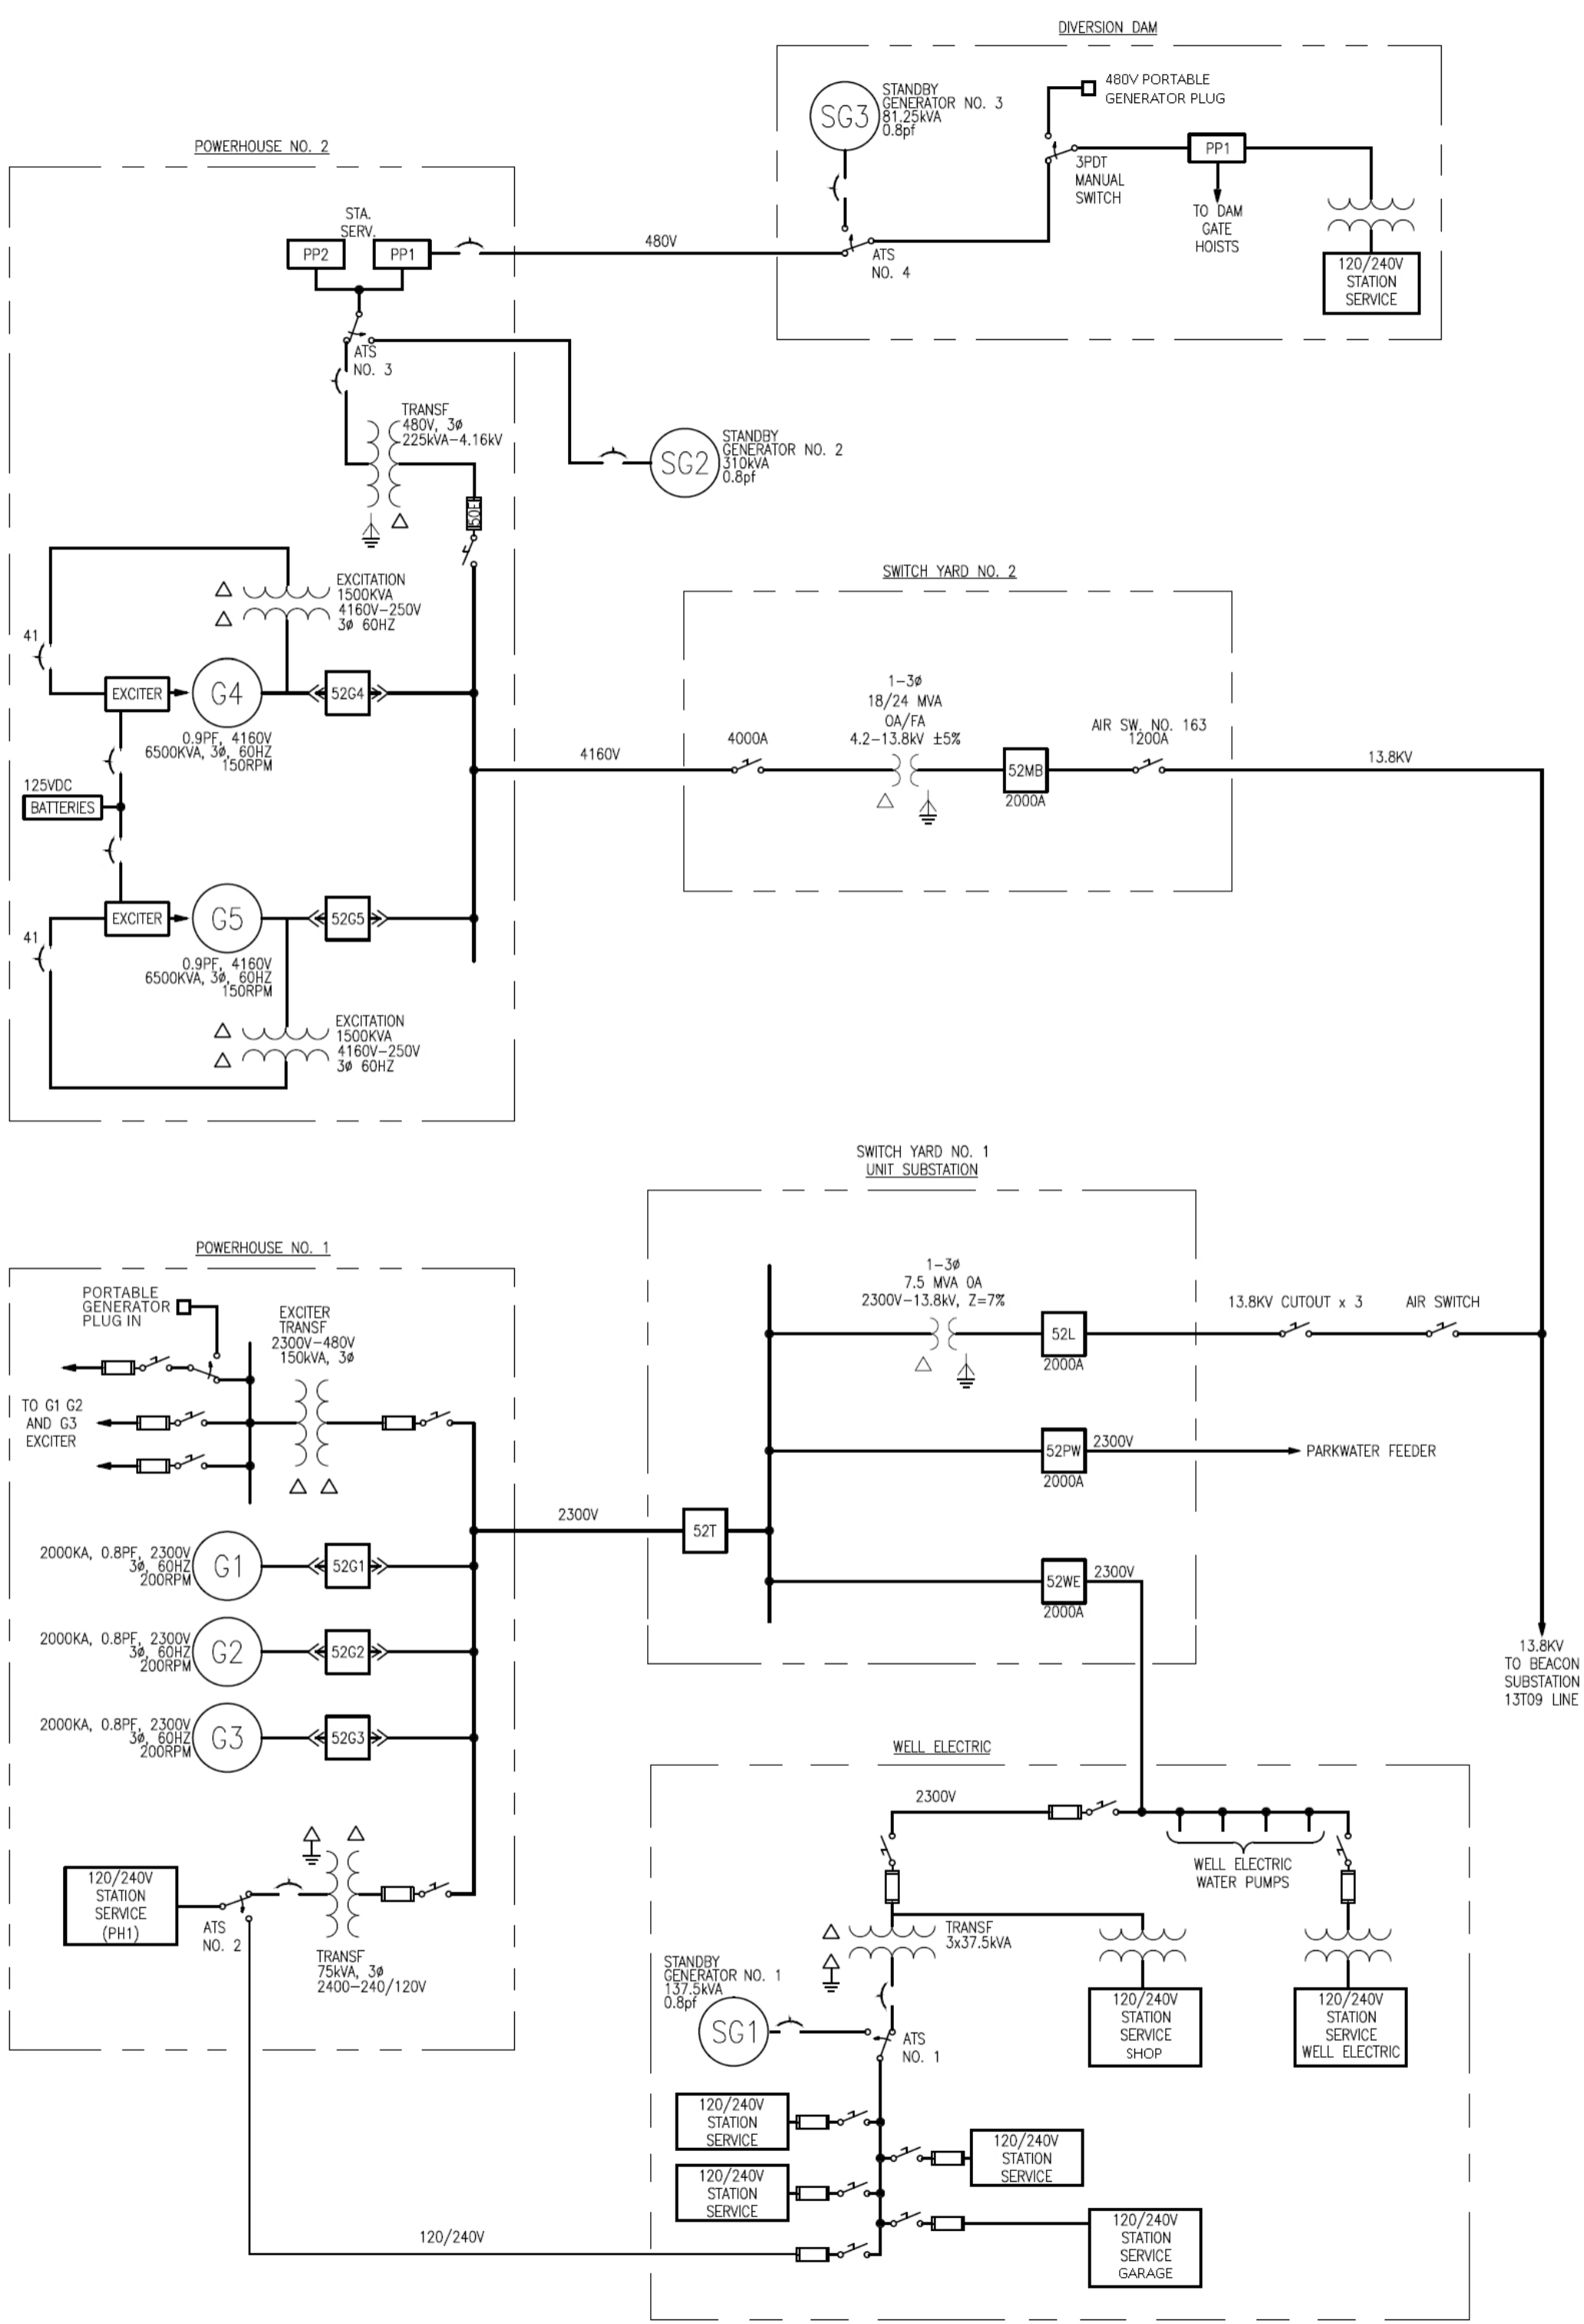 DIVERSION DAM
STANDBY
GENERATOR NO. 3
81.25kVA
0.8pf
SG3
480V PORTABLE
GENERATOR PLUG
3PDT
MANUAL
SWITCH
PP1
TO DAM
GATE
HOISTS
ATS
NO. 4
120/240V
STATION
SERVICE
POWERHOUSE NO. 2
STA.
SERV.
PP2
PP1
480V
ATS
NO. 3
TRANSF
480V, 3ø
225kVA-4.16kV
SG2
STANDBY
GENERATOR NO. 2
310kVA
0.8pf
EXCITATION
1500KVA
4160V-250V
3ø 60HZ
41
EXCITER
G4
52G4
0.9PF, 4160V
6500KVA, 3ø, 60HZ
150RPM
125VDC
BATTERIES
EXCITER
G5
52G5
41
0.9PF, 4160V
6500KVA, 3ø, 60HZ
150RPM
EXCITATION
1500KVA
4160V-250V
3ø 60HZ
4160V
SWITCH YARD NO. 2
4000A
1-3ø
18/24 MVA
OA/FA
4.2-13.8kV ±5%
52MB
2000A
AIR SW. NO. 163
1200A
13.8KV
SWITCH YARD NO. 1
UNIT SUBSTATION
1-3ø
7.5 MVA OA
2300V-13.8kV, Z=7%
52L
2000A
13.8KV CUTOUT x 3
AIR SWITCH
52PW
2300V
2000A
PARKWATER FEEDER
52T
52WE
2300V
2000A
13.8KV
TO BEACON
SUBSTATION
13T09 LINE
POWERHOUSE NO. 1
PORTABLE
GENERATOR
PLUG IN
EXCITER
TRANSF
2300V-480V
150kVA, 3ø
TO G1 G2
AND G3
EXCITER
2300V
2000KA, 0.8PF, 2300V
3ø, 60HZ
200RPM
G1
52G1
2000KA, 0.8PF, 2300V
3ø, 60HZ
200RPM
G2
52G2
2000KA, 0.8PF, 2300V
3ø, 60HZ
200RPM
G3
52G3
120/240V
STATION
SERVICE
(PH1)
ATS
NO. 2
TRANSF
75kVA, 3ø
2400-240/120V
WELL ELECTRIC
2300V
WELL ELECTRIC
WATER PUMPS
TRANSF
3x37.5kVA
STANDBY
GENERATOR NO. 1
137.5kVA
0.8pf
SG1
ATS
NO. 1
120/240V
STATION
SERVICE
SHOP
120/240V
STATION
SERVICE
WELL ELECTRIC
120/240V
STATION
SERVICE
120/240V
STATION
SERVICE
120/240V
STATION
SERVICE
120/240V
STATION
SERVICE
GARAGE
120/240V